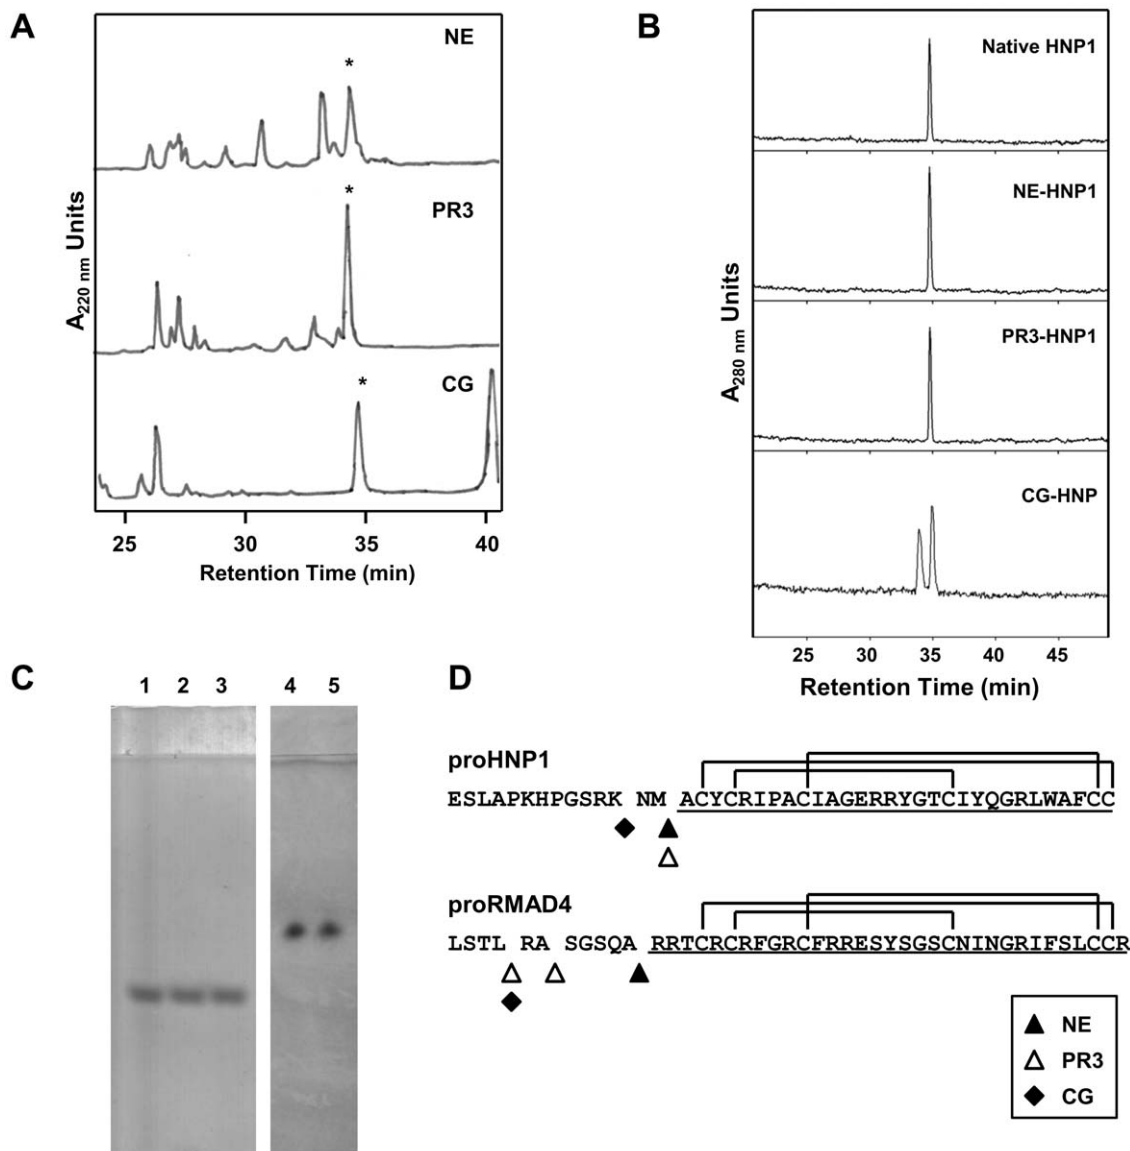 A
NE
*
PR3
*
CG
*
A220 nm Units
25 30 35 40
Retention Time (min)
B
Native HNP1
NE-HNP1
PR3-HNP1
CG-HNP
A280 nm Units
25 30 35 40 45
Retention Time (min)
C
1 2 3 4 5
D
proHNP1
ESLAPKHPGSRK NM ACYCRIPACIAGERRYGTCIYQGRLWAFCC
proRMAD4
LSTL RA SGSQA RRTCRCRFGRCFRRESYSGSCNINGRIFSLCCR
NE
PR3
CG